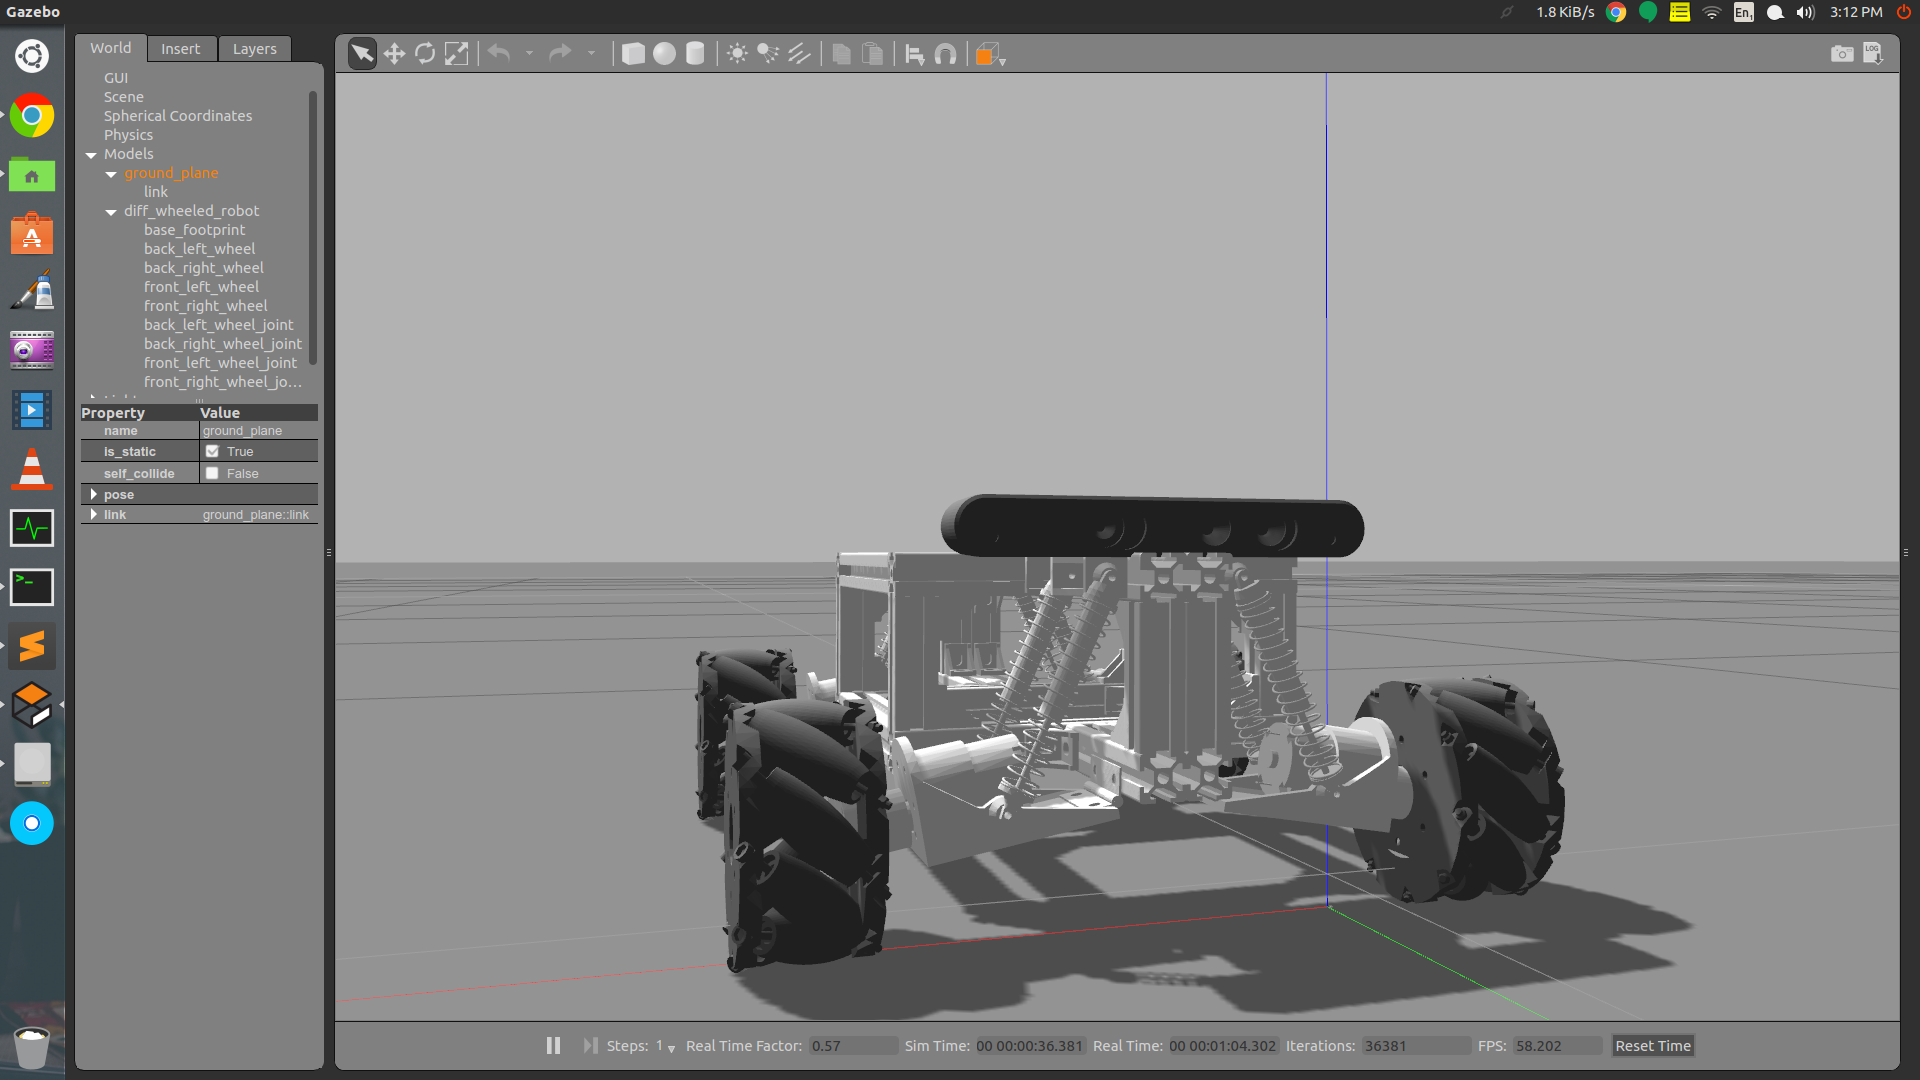 Gazebo
1.8 KiB/s
En1
3:12 PM
World
Insert
Layers
LOG
GUI
Scene
Spherical Coordinates
Physics
Models
ground_plane
link
diff_wheeled_robot
base_footprint
back_left_wheel
back_right_wheel
front_left_wheel
front_right_wheel
back_left_wheel_joint
back_right_wheel_joint
front_left_wheel_joint
front_right_wheel_jo...
Property Value
name ground_plane
is_static True
self_collide False
pose
link ground_plane::link
Steps: 1 Real Time Factor: 0.57 Sim Time: 00 00:00:36.381 Real Time: 00 00:01:04.302 Iterations: 36381 FPS: 58.202 Reset Time